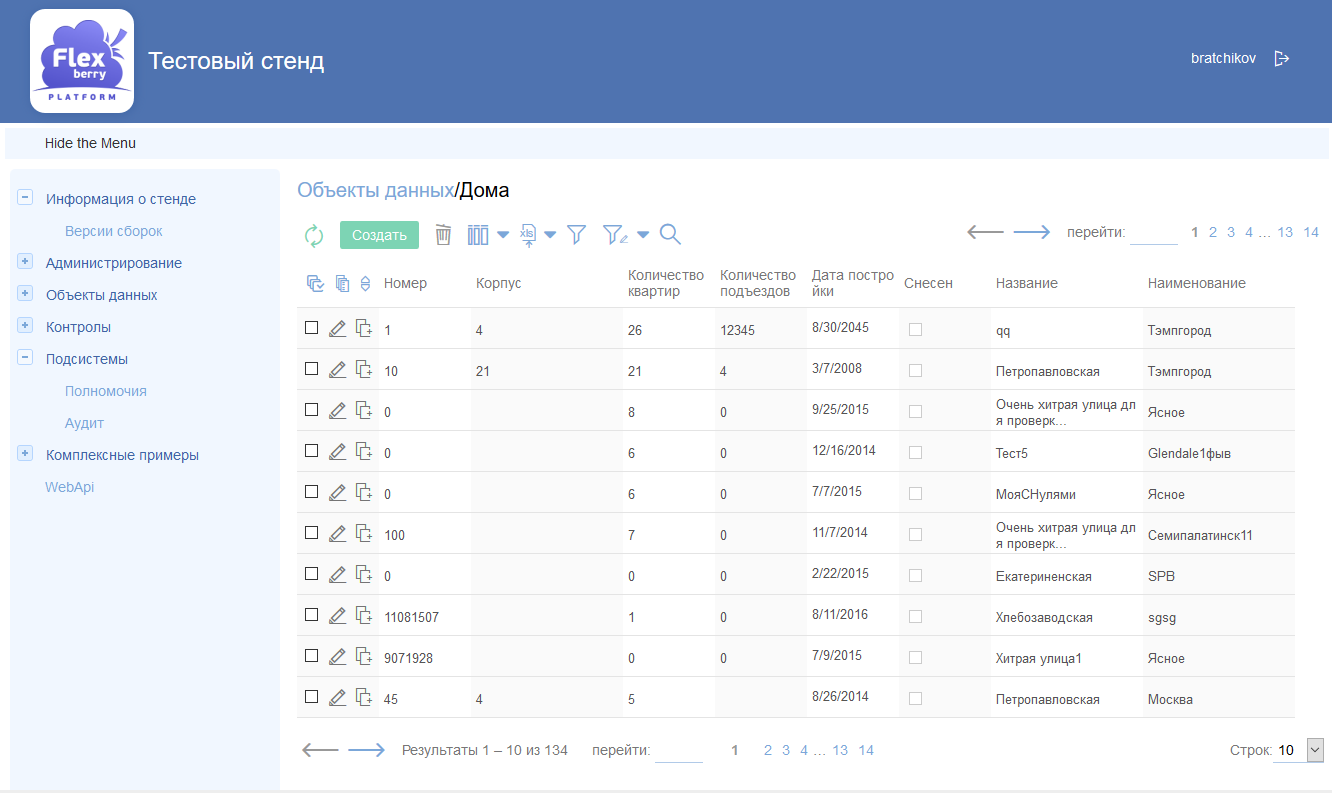 Flex
berry
PLATFORM
Тестовый стенд
bratchikov
Hide the Menu
Информация о стенде
Версии сборок
Администрирование
Объекты данных
Контролы
Подсистемы
Полномочия
Аудит
Комплексные примеры
WebApi
Объекты данных/Дома
Создать
xls
перейти:
1 2 3 4 ... 13 14
Номер Корпус Количество квартир Количество подъездов Дата постро йки Снесен Название Наименование
1 4 26 12345 8/30/2045 qq Тэмпгород
10 21 21 4 3/7/2008 Петропавловская Тэмпгород
0 8 0 9/25/2015 Очень хитрая улица дл я проверк... Ясное
0 6 0 12/16/2014 Тест5 Glendale1фыв
0 6 0 7/7/2015 МояСНулями Ясное
100 7 0 11/7/2014 Очень хитрая улица дл я проверк... Семипалатинск11
0 0 0 2/22/2015 Екатериненская SPB
11081507 1 0 8/11/2016 Хлебозаводская sgsg
9071928 0 0 7/9/2015 Хитрая улица1 Ясное
45 4 5 8/26/2014 Петропавловская Москва
Результаты 1 – 10 из 134 перейти: 1 2 3 4 ... 13 14 Строк: 10